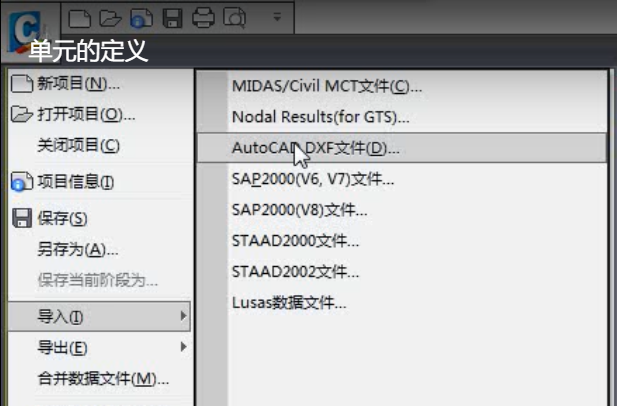 单元的定义
新项目(N)...
打开项目(O)...
关闭项目(C)
项目信息(I)
保存(S)
另存为(A)...
保存当前阶段为...
导入(I)
导出(E)
合并数据文件(M)...
MIDAS/Civil MCT文件(C)...
Nodal Results(for GTS)...
AutoCAD DXF文件(D)...
SAP2000(V6, V7)文件...
SAP2000(V8)文件...
STAAD2000文件...
STAAD2002文件...
Lusas数据文件...